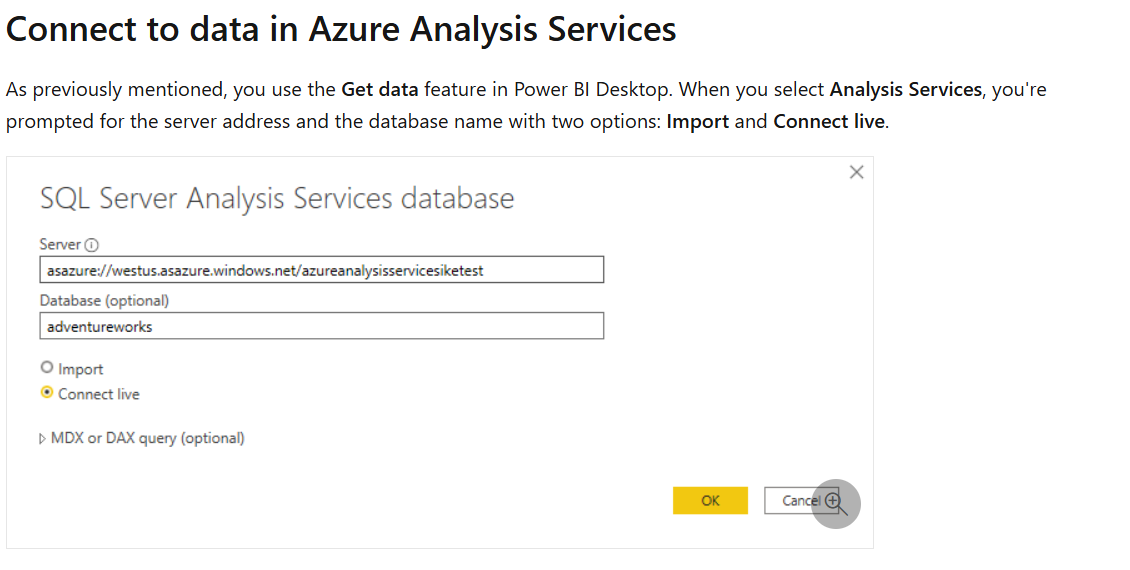 Connect to data in Azure Analysis Services
As previously mentioned, you use the Get data feature in Power BI Desktop. When you select Analysis Services, you're
prompted for the server address and the database name with two options: Import and Connect live.
SQL Server Analysis Services database
Server
asazure://westus.asazure.windows.net/azureanalysisservicesiketest
Database (optional)
adventureworks
Import
Connect live
MDX or DAX query (optional)
OK Cancel